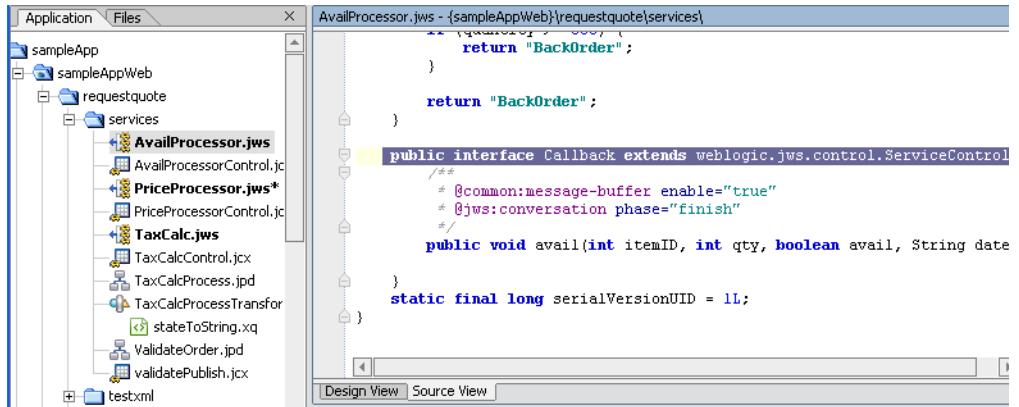 Application Files ×
sampleApp
sampleAppWeb
requestquote
services
AvailProcessor.jws
AvailProcessorControl.jc
PriceProcessor.jws*
PriceProcessorControl.jc
TaxCalc.jws
TaxCalcControl.jcx
TaxCalcProcess.jpd
TaxCalcProcessTransfor
stateToString.xq
ValidateOrder.jpd
validatePublish.jcx
testxml
AvailProcessor.jws - {sampleAppWeb}\requestquote\services\
return "BackOrder";
}
return "BackOrder";
}
public interface Callback extends weblogic.jws.control.ServiceControl
/**
* @common:message-buffer enable="true"
* @jws:conversation phase="finish"
*/
public void avail(int itemID, int qty, boolean avail, String date
}
static final long serialVersionUID = 1L;
}
Design View Source View